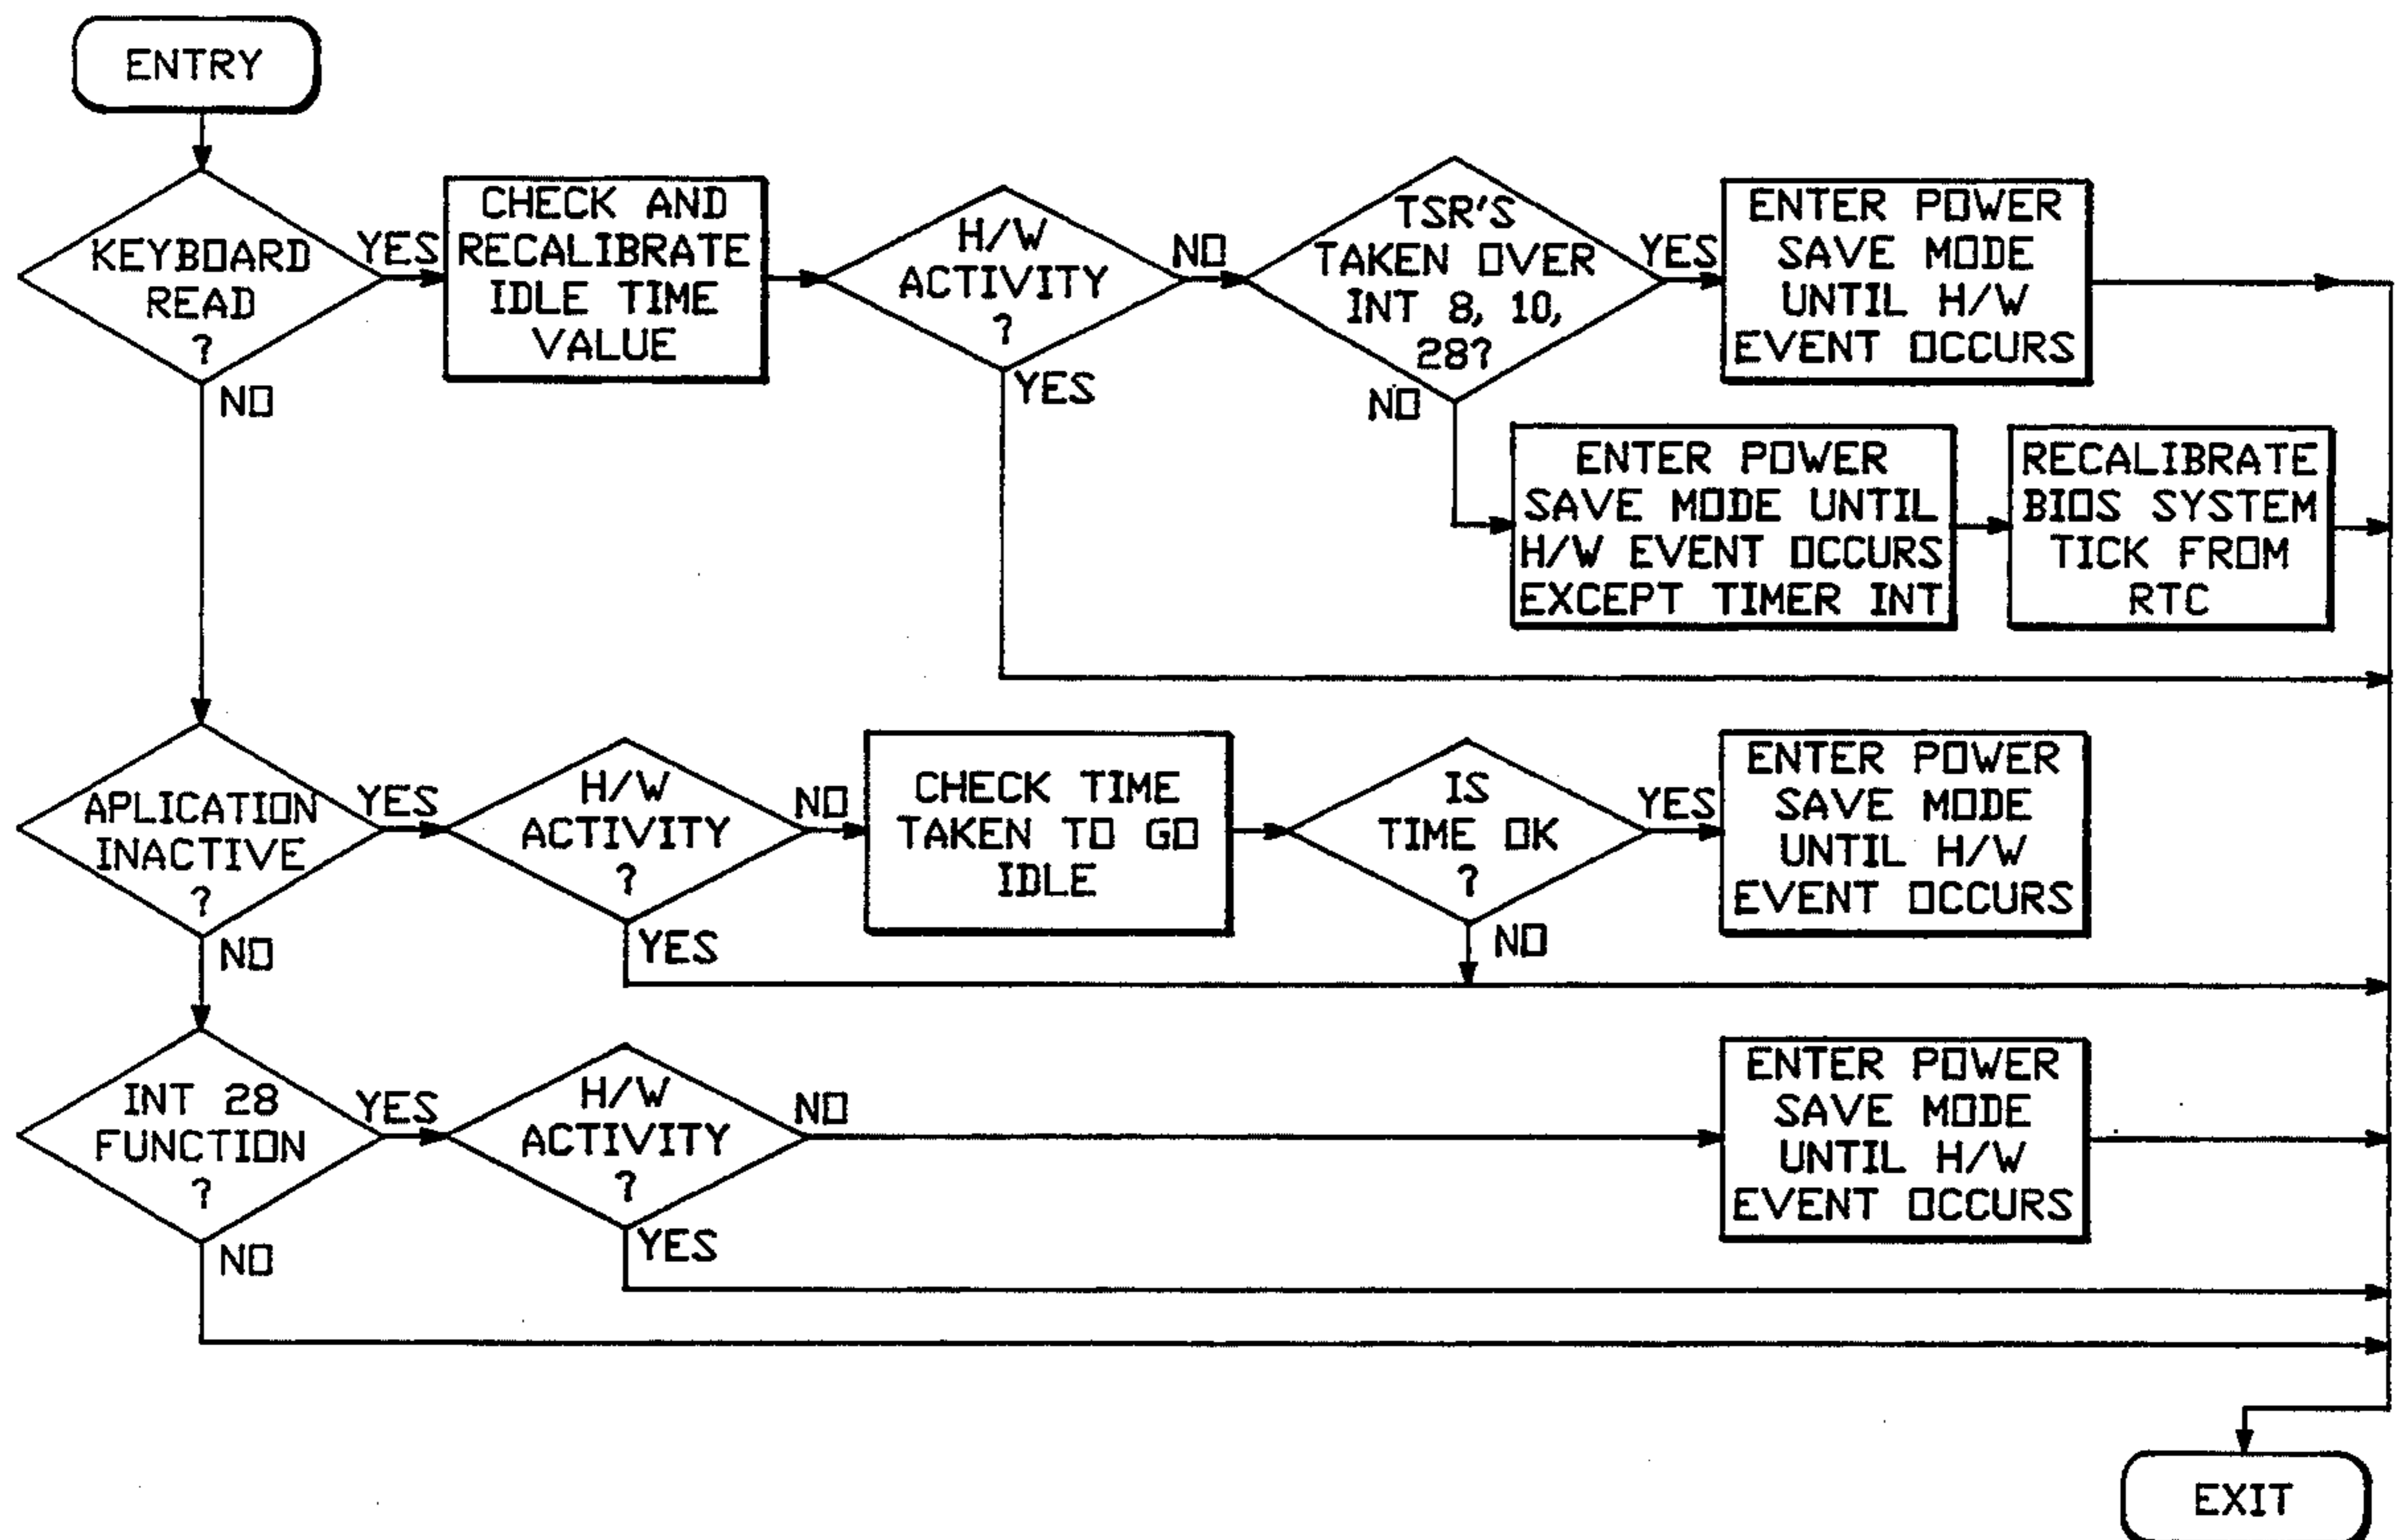 ENTRY
KEYBOARD
READ
?
YES
NO
CHECK AND
RECALIBRATE
IDLE TIME
VALUE
H/W
ACTIVITY
?
NO
YES
TSR'S
TAKEN OVER
INT 8, 10,
28?
YES
NO
ENTER POWER
SAVE MODE
UNTIL H/W
EVENT OCCURS
ENTER POWER
SAVE MODE UNTIL
H/W EVENT OCCURS
EXCEPT TIMER INT
RECALIBRATE
BIOS SYSTEM
TICK FROM
RTC
APLICATION
INACTIVE
?
YES
NO
H/W
ACTIVITY
?
NO
YES
CHECK TIME
TAKEN TO GO
IDLE
IS
TIME OK
?
YES
NO
ENTER POWER
SAVE MODE
UNTIL H/W
EVENT OCCURS
INT 28
FUNCTION
?
YES
NO
H/W
ACTIVITY
?
NO
YES
ENTER POWER
SAVE MODE
UNTIL H/W
EVENT OCCURS
EXIT